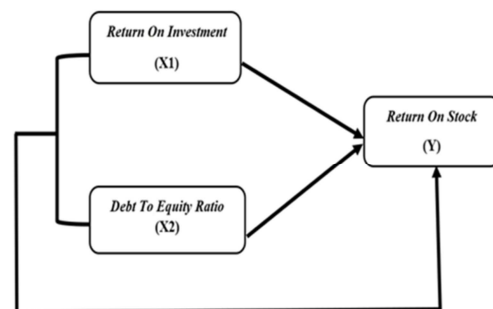 Return On Investment
(X1)
Return On Stock
(Y)
Debt To Equity Ratio
(X2)